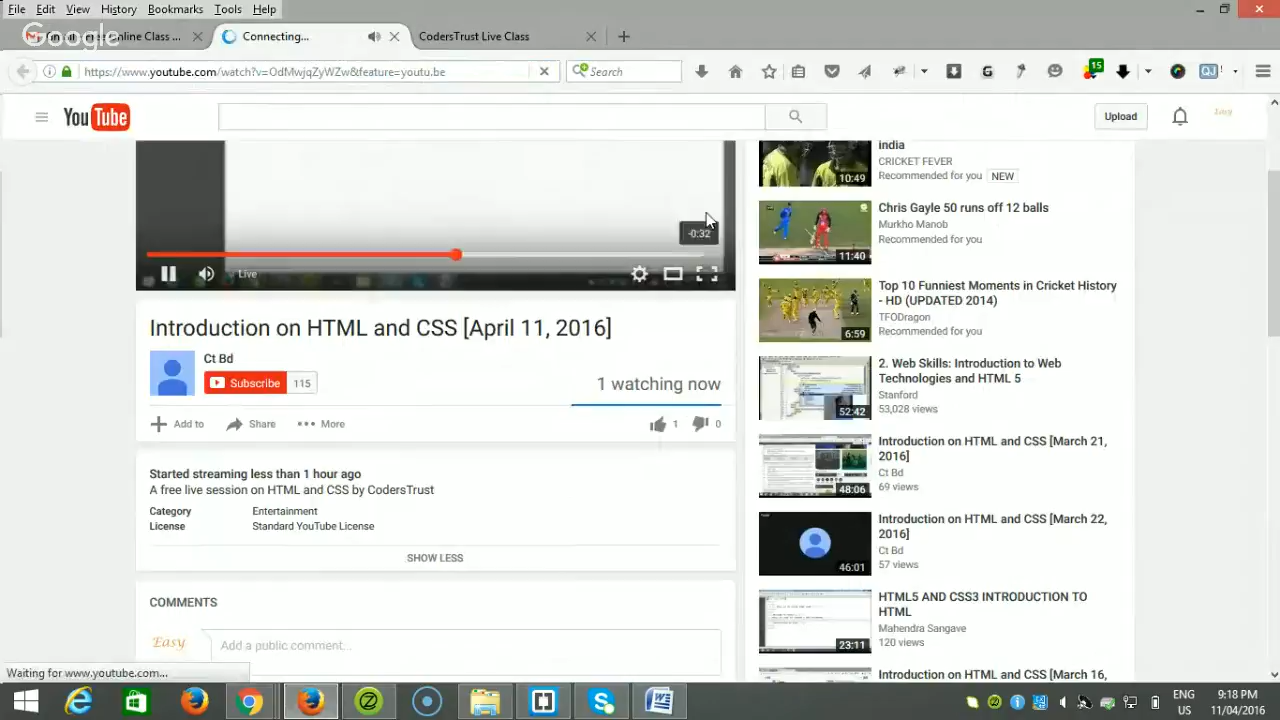 File Edit View History Bookmarks Tools Help
Google
Online Class ...
Connecting...
CodersTrust Live Class
https://www.youtube.com/watch?v=OdMwjqZyWZw&feature=youtu.be
Search
15
YouTube
Upload
Easy
-0:32
Live
Introduction on HTML and CSS [April 11, 2016]
Ct Bd
Subscribe 115
1 watching now
Add to Share More
1 0
Started streaming less than 1 hour ago
A free live session on HTML and CSS by CodersTrust
Category Entertainment
License Standard YouTube License
SHOW LESS
COMMENTS
Easy
Add a public comment...
india
CRICKET FEVER
Recommended for you NEW
10:49
Chris Gayle 50 runs off 12 balls
Murkho Manob
Recommended for you
11:40
Top 10 Funniest Moments in Cricket History
- HD (UPDATED 2014)
TFODragon
Recommended for you
6:59
2. Web Skills: Introduction to Web
Technologies and HTML 5
Stanford
53,028 views
52:42
Introduction on HTML and CSS [March 21,
2016]
Ct Bd
69 views
48:06
Introduction on HTML and CSS [March 22,
2016]
Ct Bd
57 views
46:01
HTML5 AND CSS3 INTRODUCTION TO
HTML
Mahendra Sangave
120 views
23:11
Introduction on HTML and CSS [March 16,
Waiting for www.youtube.com...
ENG
US
9:18 PM
11/04/2016